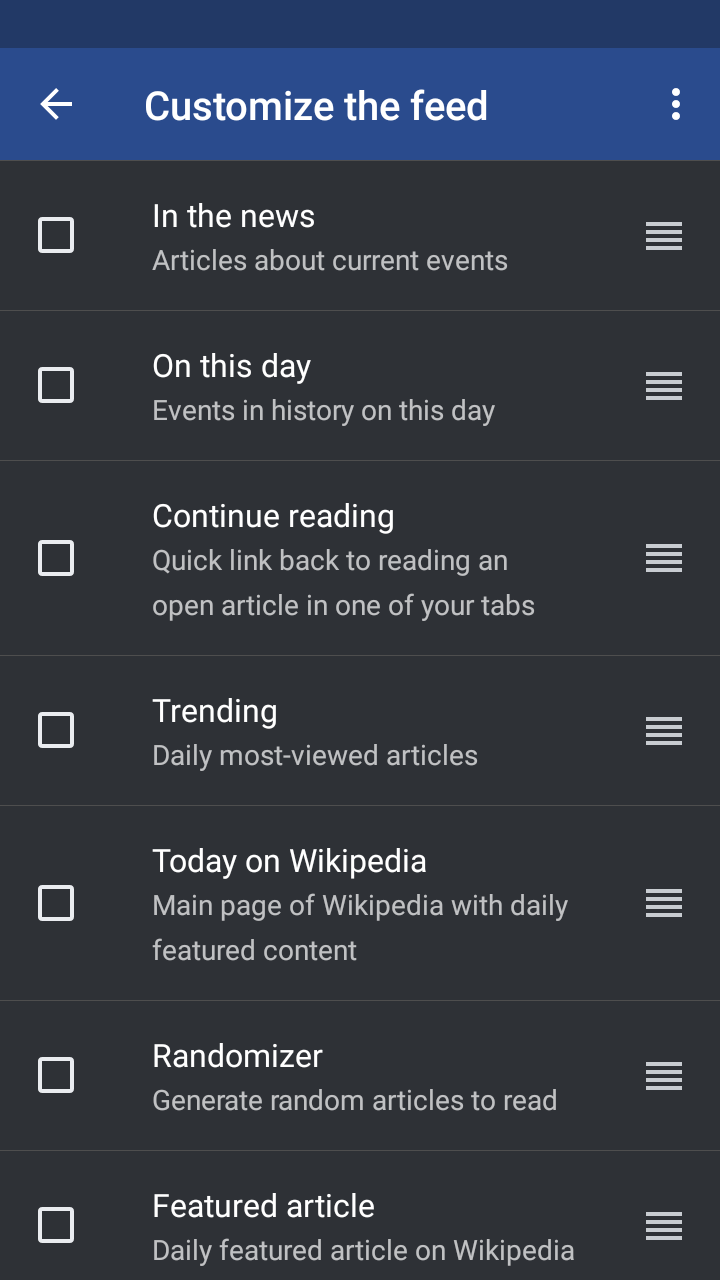 Customize the feed
In the news
Articles about current events
On this day
Events in history on this day
Continue reading
Quick link back to reading an
open article in one of your tabs
Trending
Daily most-viewed articles
Today on Wikipedia
Main page of Wikipedia with daily
featured content
Randomizer
Generate random articles to read
Featured article
Daily featured article on Wikipedia